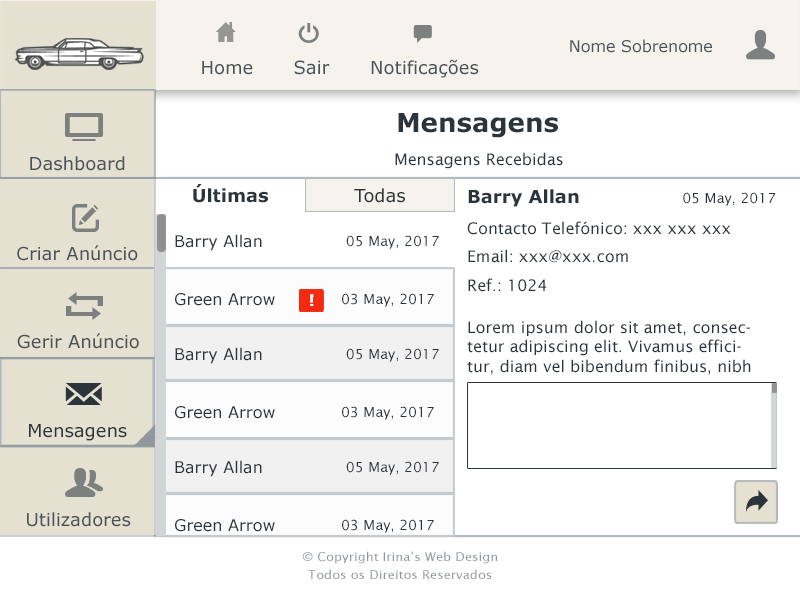 Home
Sair
Notificações
Nome Sobrenome
Dashboard
Criar Anúncio
Gerir Anúncio
Mensagens
Utilizadores
Mensagens
Mensagens Recebidas
Últimas
Todas
Barry Allan 05 May, 2017
Green Arrow ! 03 May, 2017
Barry Allan 05 May, 2017
Green Arrow 03 May, 2017
Barry Allan 05 May, 2017
Green Arrow 03 May, 2017
Barry Allan 05 May, 2017
Contacto Telefónico: xxx xxx xxx
Email: xxx@xxx.com
Ref.: 1024
Lorem ipsum dolor sit amet, consec-
tetur adipiscing elit. Vivamus effici-
tur, diam vel bibendum finibus, nibh
© Copyright Irina's Web Design
Todos os Direitos Reservados